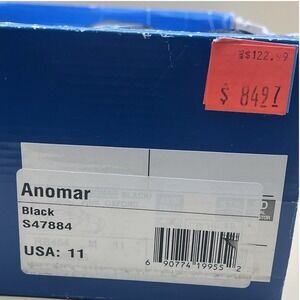 $122.99
$ 84.97
Anomar
Black
S47884
USA: 11
6 90774 19955 2